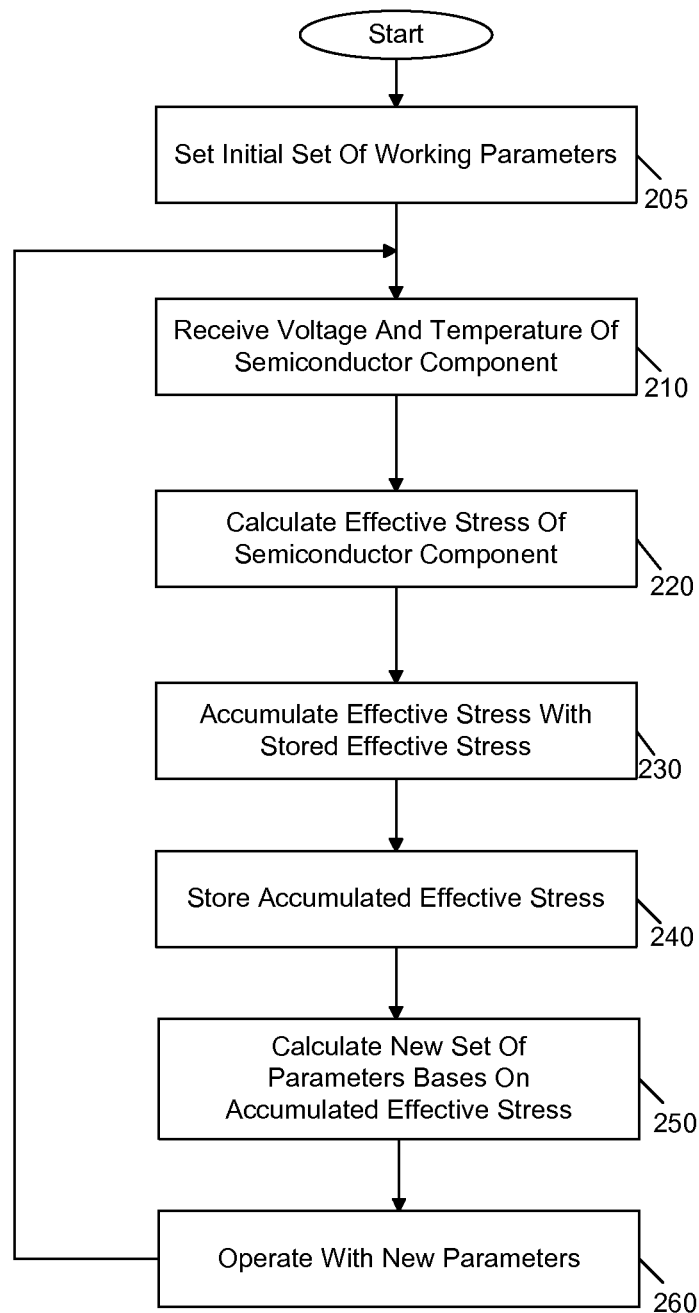 Start
Set Initial Set Of Working Parameters
205
Receive Voltage And Temperature Of
Semiconductor Component
210
Calculate Effective Stress Of
Semiconductor Component
220
Accumulate Effective Stress With
Stored Effective Stress
230
Store Accumulated Effective Stress
240
Calculate New Set Of
Parameters Bases On
Accumulated Effective Stress
250
Operate With New Parameters
260